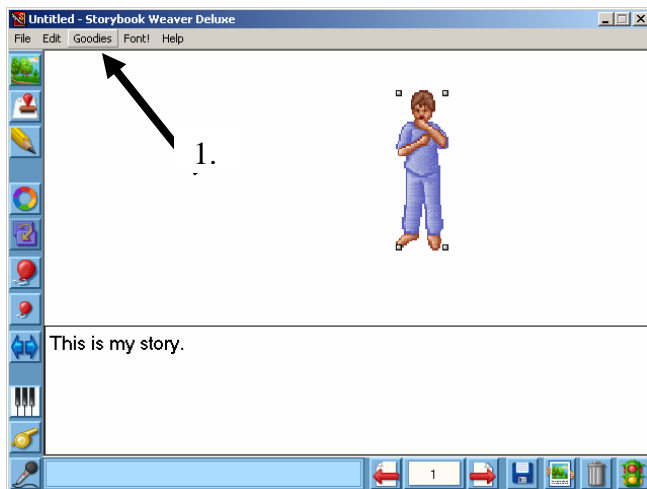 Untitled - Storybook Weaver Deluxe
File Edit Goodies Font! Help
1.
This is my story.
1